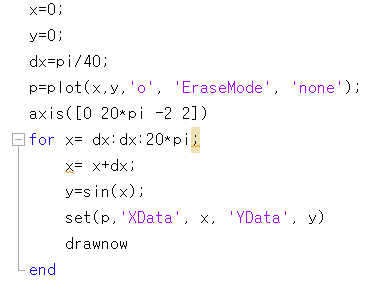 x=0;
y=0;
dx=pi/40;
p=plot(x,y,'o', 'EraseMode', 'none');
axis([0 20*pi -2 2])
for x= dx:dx:20*pi;
x= x+dx;
y=sin(x);
set(p,'XData', x, 'YData', y)
drawnow
end